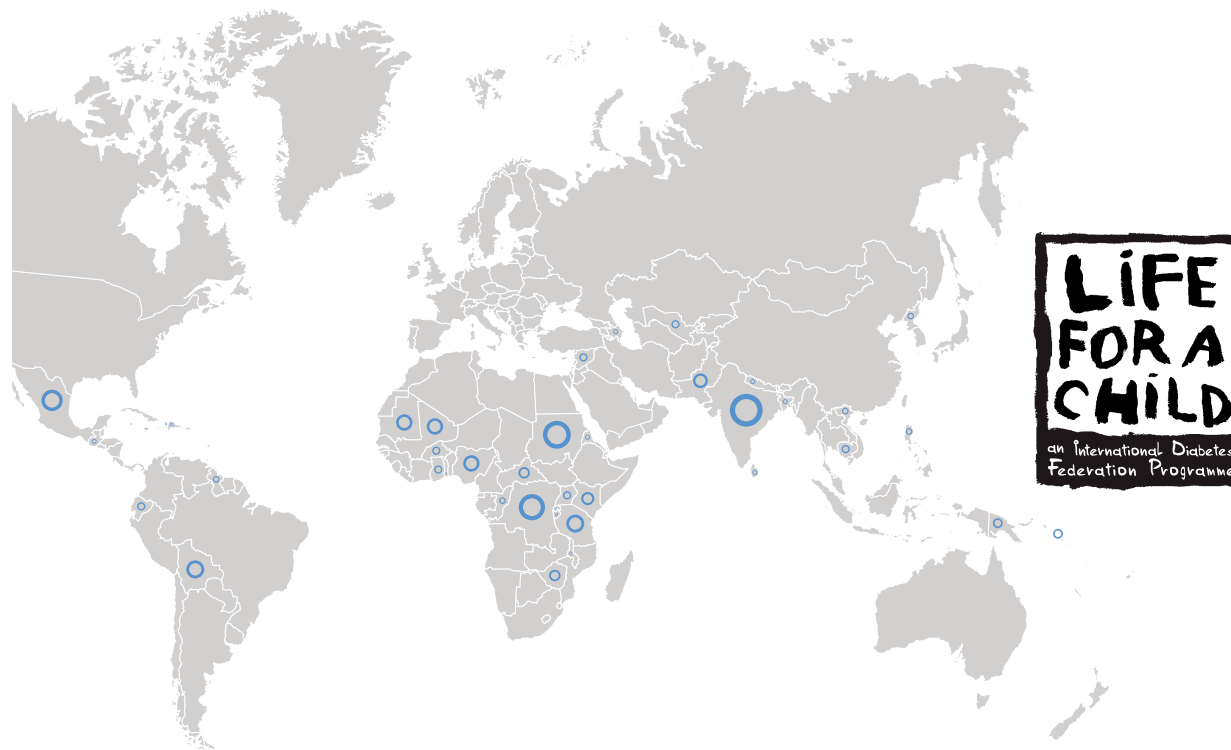 LiFE
FOR A
CHiLD
an International Diabetes
Federation Programme